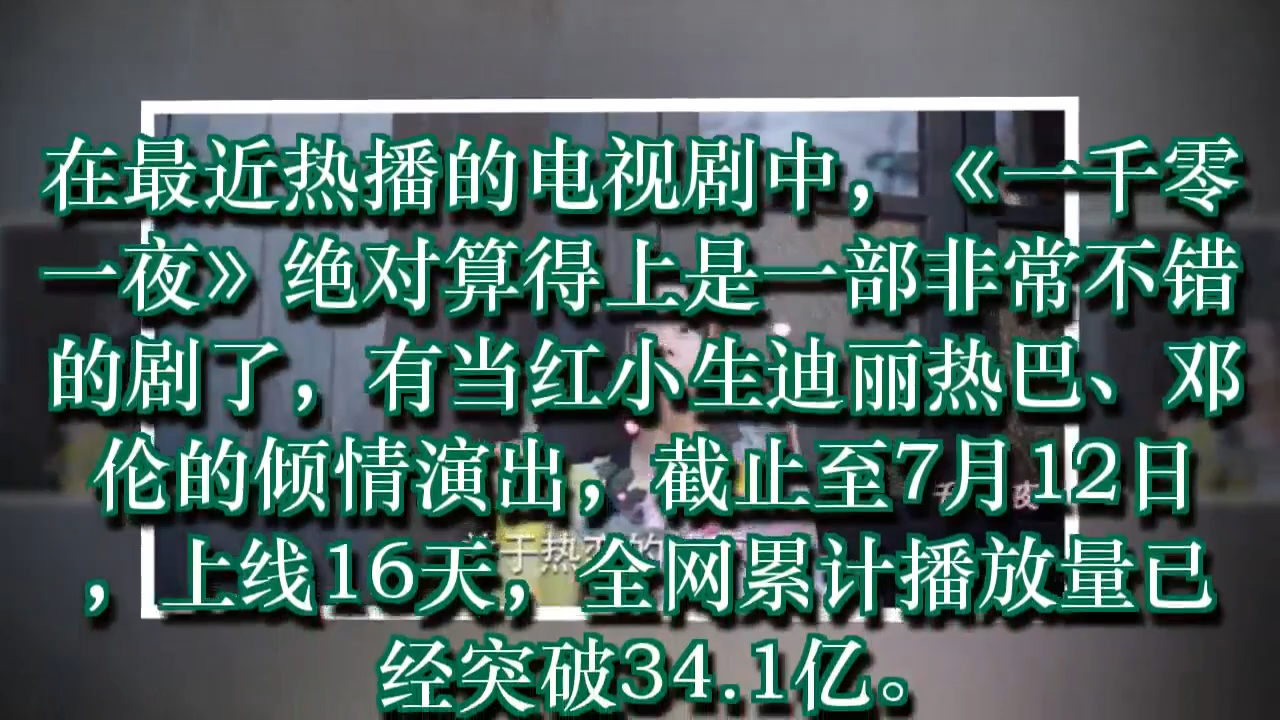 在最近热播的电视剧中，《一千零
一夜》绝对算得上是一部非常不错
的剧了，有当红小生迪丽热巴、邓
伦的倾情演出，截止至7月12日
，上线16天，全网累计播放量已
经突破34.1亿。